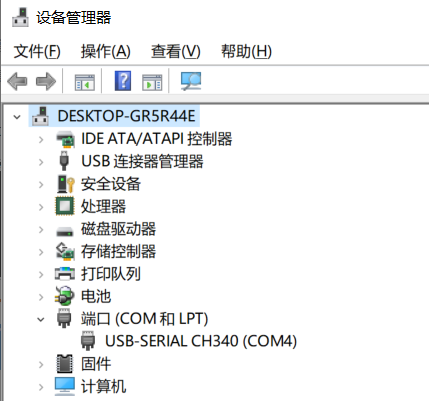 设备管理器
文件(F) 操作(A) 查看(V) 帮助(H)
DESKTOP-GR5R44E
IDE ATA/ATAPI 控制器
USB 连接器管理器
安全设备
处理器
磁盘驱动器
存储控制器
打印队列
电池
端口 (COM 和 LPT)
USB-SERIAL CH340 (COM4)
固件
计算机